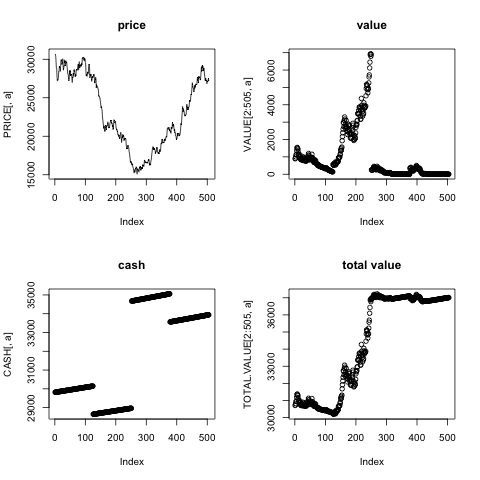 price
PRICE[, a]
30000
25000
20000
15000
0 100 200 300 400 500
Index
value
VALUE[2:505, a]
6000
4000
2000
0
0 100 200 300 400 500
Index
cash
CASH[, a]
35000
33000
31000
29000
0 100 200 300 400 500
Index
total value
TOTAL.VALUE[2:505, a]
36000
33000
30000
0 100 200 300 400 500
Index